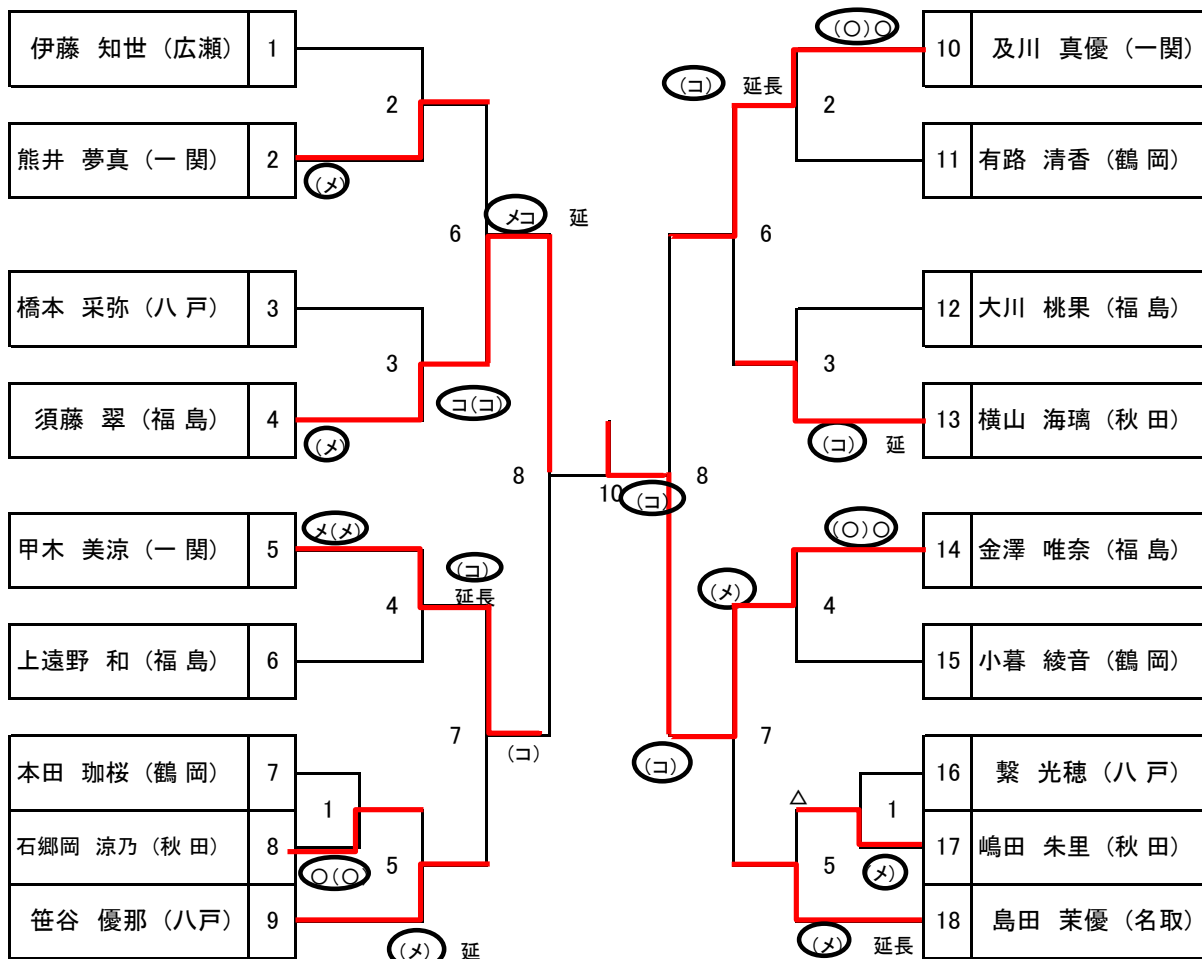 伊藤 知世（広瀬） 1
2
熊井 夢真（一 関） 2
(メ)
6
メコ 延
橋本 采弥（八 戸） 3
3
コ(コ)
須藤 翠（福 島） 4
(メ)
8
甲木 美涼（一 関） 5
メ(メ)
(コ)
延長
4
上遠野 和（福 島） 6
7
(コ)
本田 珈桜（鶴 岡） 7
1
石郷岡 涼乃（秋 田） 8
〇(〇
5
笹谷 優那（八戸） 9
(メ) 延
10
(コ)
(〇)〇
10 及川 真優（一関）
(コ) 延長
2
11 有路 清香（鶴 岡）
6
12 大川 桃果（福 島）
3
13 横山 海璃（秋 田）
(コ) 延
8
(〇)〇
14 金澤 唯奈（福 島）
(メ)
4
15 小暮 綾音（鶴 岡）
7
(コ)
16 繋 光穂（八 戸）
△
1
17 嶋田 朱里（秋 田）
メ)
5
18 島田 茉優（名取）
(メ) 延長